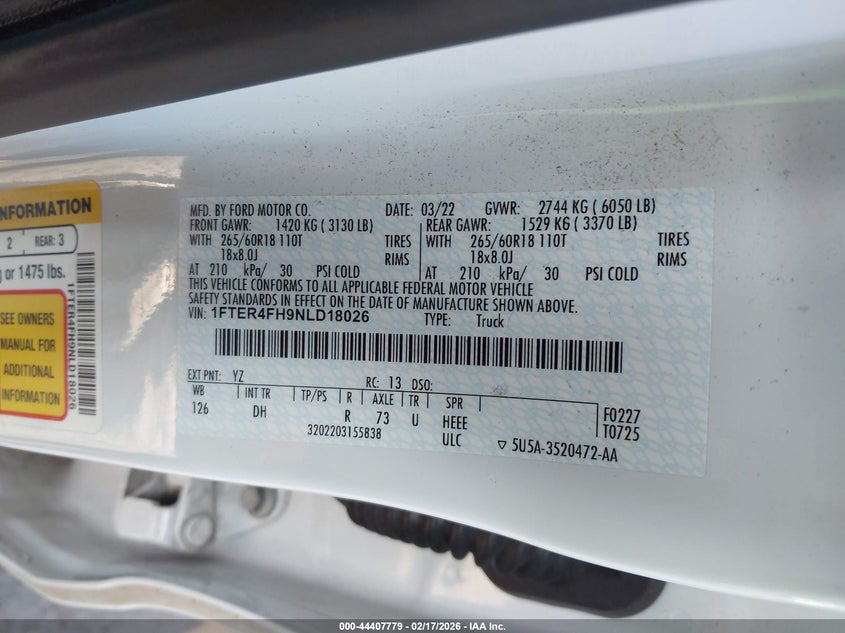 NFORMATION
2 REAR: 3
or 1475 lbs.
SEE OWNERS
MANUAL FOR
ADDITIONAL
INFORMATION
1FTER4FH9NLD18026
MFD. BY FORD MOTOR CO. DATE: 03/22 GVWR: 2744 KG ( 6050 LB)
FRONT GAWR: 1420 KG ( 3130 LB) REAR GAWR: 1529 KG ( 3370 LB)
WITH 265/60R18 110T TIRES WITH 265/60R18 110T TIRES
18x8.0J RIMS 18x8.0J RIMS
AT 210 kPa/ 30 PSI COLD AT 210 kPa/ 30 PSI COLD
THIS VEHICLE CONFORMS TO ALL APPLICABLE FEDERAL MOTOR VEHICLE
SAFETY STANDARDS IN EFFECT ON THE DATE OF MANUFACTURE SHOWN ABOVE.
VIN: 1FTER4FH9NLD18026 TYPE: Truck
EXT PNT: YZ RC: 13 DSO:
WB INT TR TP/PS R AXLE TR SPR
126 DH R 73 U HEEE F0227
ULC T0725
3202203155838 ▽ 5U5A-3520472-AA
000-44407779 - 02/17/2026 - IAA Inc.